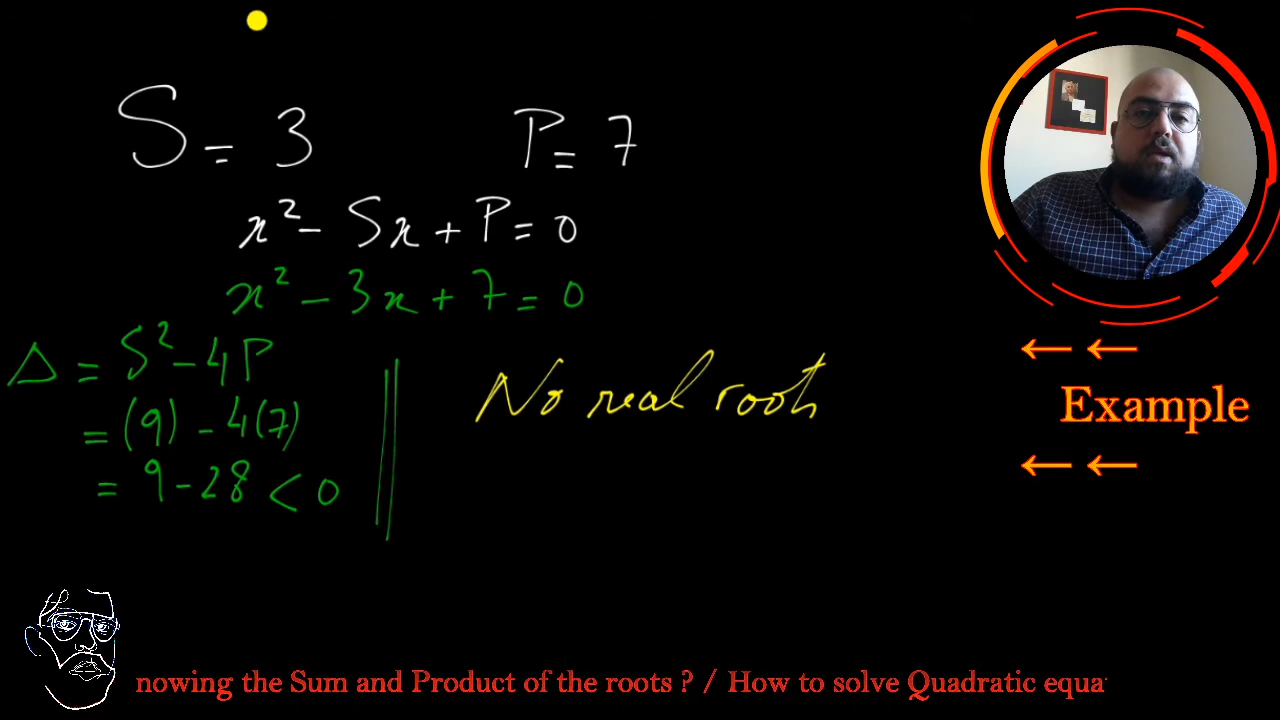 S = 3 P = 7
x² - Sx + P = 0
x² - 3x + 7 = 0
Δ = S² - 4P
= (9) - 4(7)
= 9 - 28 < 0
No real roots
← ←
Example
← ←
nowing the Sum and Product of the roots ? / How to solve Quadratic equa